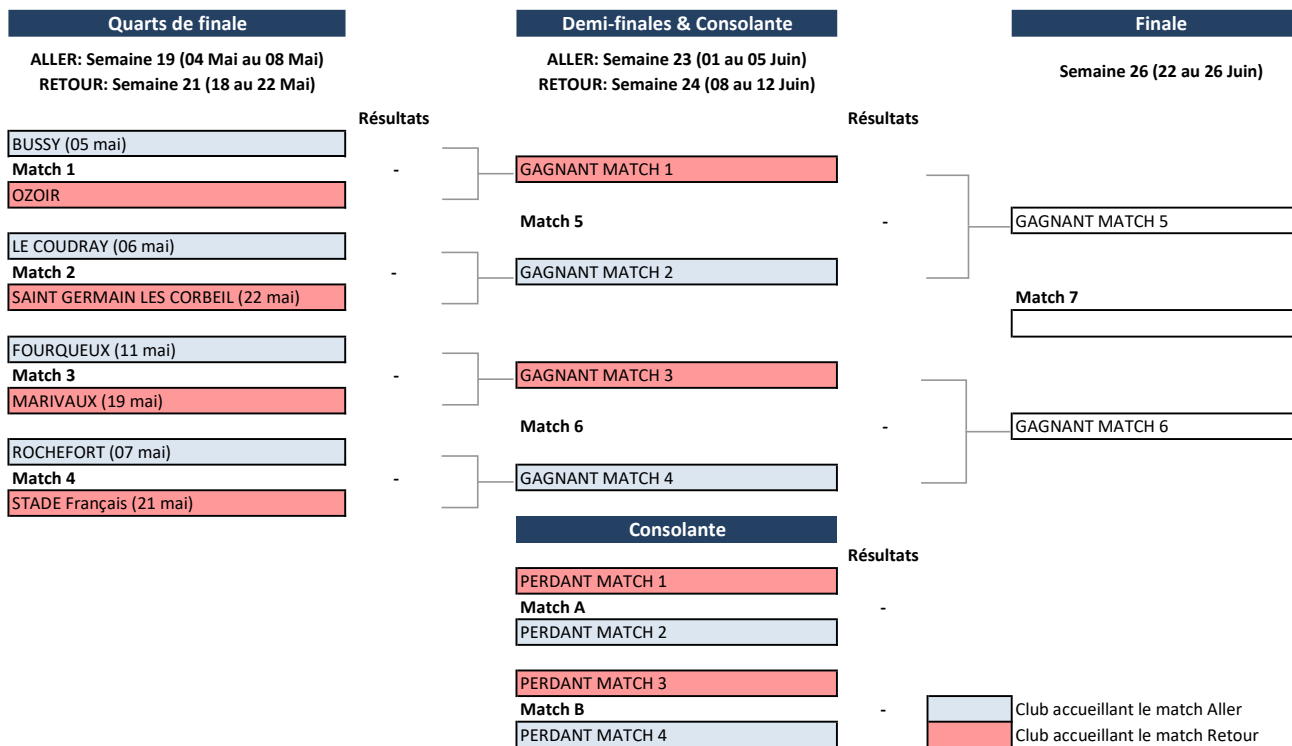 Quarts de finale
ALLER: Semaine 19 (04 Mai au 08 Mai)
RETOUR: Semaine 21 (18 au 22 Mai)
Demi-finales & Consolante
ALLER: Semaine 23 (01 au 05 Juin)
RETOUR: Semaine 24 (08 au 12 Juin)
Finale
Semaine 26 (22 au 26 Juin)
Résultats
BUSSY (05 mai)
Match 1 -
OZOIR
LE COUDRAY (06 mai)
Match 2 -
SAINT GERMAIN LES CORBEIL (22 mai)
FOURQUEUX (11 mai)
Match 3 -
MARIVAUX (19 mai)
ROCHEFORT (07 mai)
Match 4 -
STADE Français (21 mai)
Résultats
GAGNANT MATCH 1
Match 5 -
GAGNANT MATCH 2
GAGNANT MATCH 3
Match 6 -
GAGNANT MATCH 4
GAGNANT MATCH 5
Match 7
GAGNANT MATCH 6
Consolante
Résultats
PERDANT MATCH 1
Match A -
PERDANT MATCH 2
PERDANT MATCH 3
Match B -
PERDANT MATCH 4
Club accueillant le match Aller
Club accueillant le match Retour